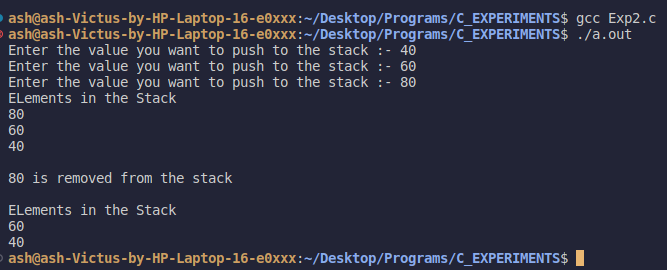 ash@ash-Victus-by-HP-Laptop-16-e0xxx:~/Desktop/Programs/C_EXPERIMENTS$ gcc Exp2.c
ash@ash-Victus-by-HP-Laptop-16-e0xxx:~/Desktop/Programs/C_EXPERIMENTS$ ./a.out
Enter the value you want to push to the stack :- 40
Enter the value you want to push to the stack :- 60
Enter the value you want to push to the stack :- 80
ELements in the Stack
80
60
40
80 is removed from the stack
ELements in the Stack
60
40
ash@ash-Victus-by-HP-Laptop-16-e0xxx:~/Desktop/Programs/C_EXPERIMENTS$